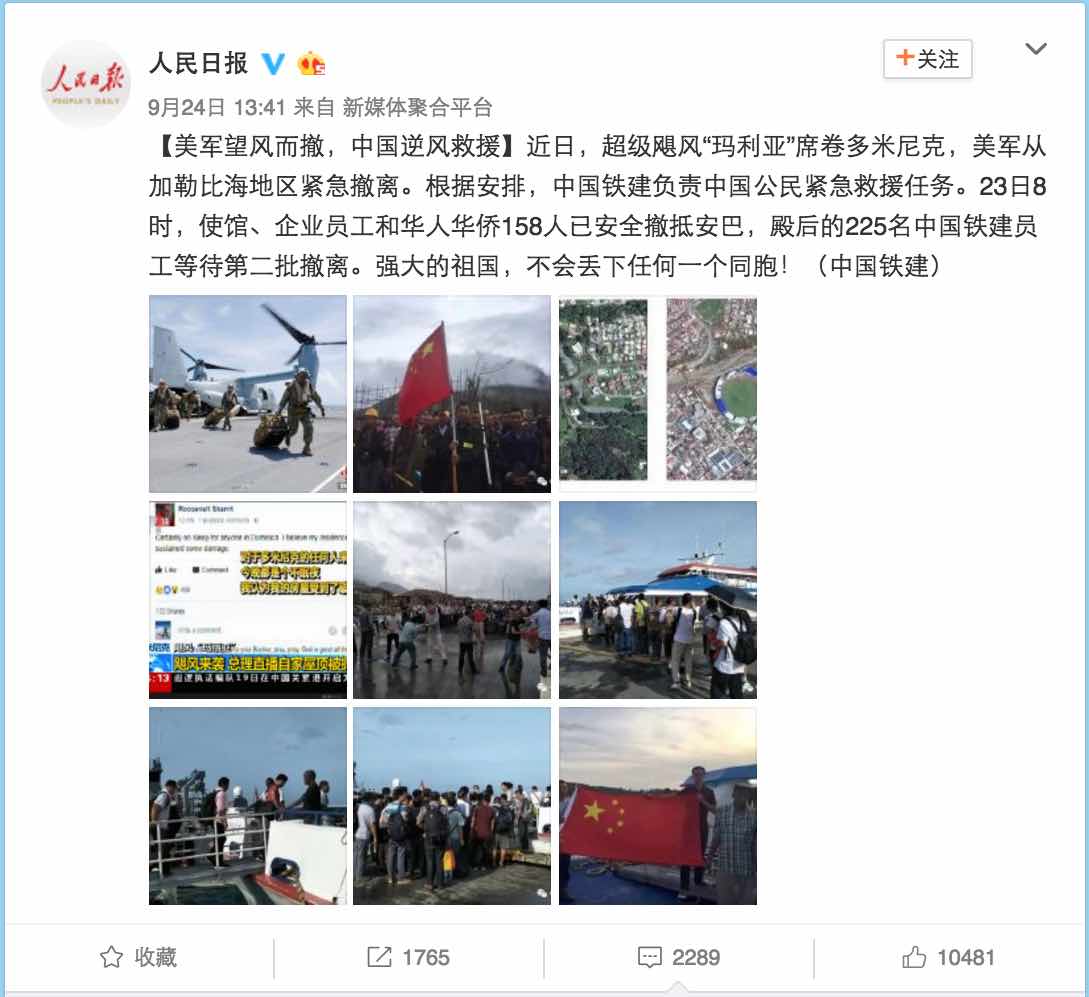 人民日报
人民日报
PEOPLE'S DAILY
+关注
9月24日 13:41 来自 新媒体聚合平台
【美军望风而撤，中国逆风救援】近日，超级飓风“玛利亚”席卷多米尼克，美军从
加勒比海地区紧急撤离。根据安排，中国铁建负责中国公民紧急救援任务。23日8
时，使馆、企业员工和华人华侨158人已安全撤抵安巴，殿后的225名中国铁建员
工等待第二批撤离。强大的祖国，不会丢下任何一个同胞！（中国铁建）
Roosevelt Skerrit
Certainly no sleep for anyone in Dominica. I believe my residence
sustained some damage.
Like Comment
对于多米尼克的任何人来
今晚都是个不眠夜
我认为我的房屋受到了
Write a comment
飓风来袭 总理直播自家屋顶被掀
:13
舰艇执法编队19日在中国
收藏
1765
2289
10481